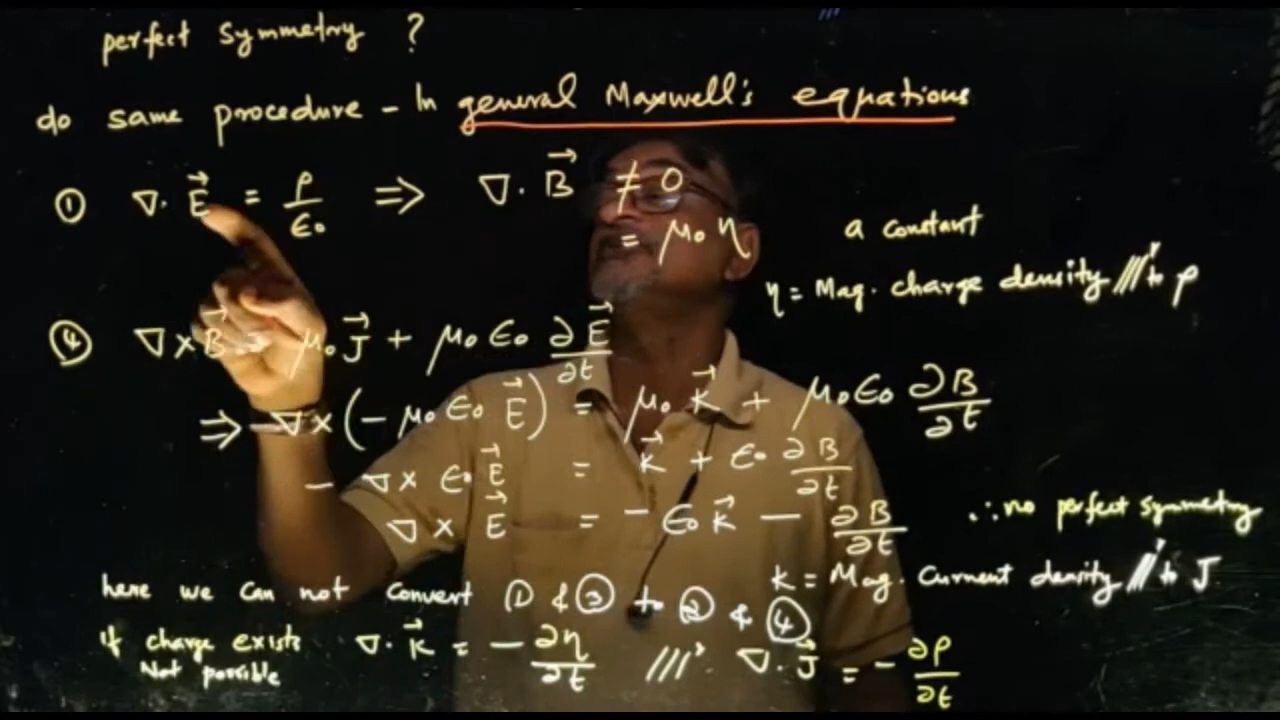 perfect symmetry ?
do same procedure - In general Maxwell's equations
① ∇. E⃗ = ρ/ε₀ ⇒ ∇. B⃗ ≠ 0
= μ₀ η a constant
η = Mag. charge density ///ʳ to ρ
④ ∇ × B⃗ = μ₀ J⃗ + μ₀ ε₀ ∂E⃗/∂t
⇒ ∇ × (- μ₀ ε₀ E⃗) = μ₀ K⃗ + μ₀ ε₀ ∂B/∂t
- ∇ × ε₀ E⃗ = K⃗ + ε₀ ∂B/∂t
∇ × E⃗ = - ε₀ K⃗ - ∂B/∂t ∴ no perfect symmetry
K = Mag. Current density ///ʳ to J
here we can not convert ① & ③ to ② & ④
if charge exists ∇. K⃗ = - ∂η/∂t ///ʳ ∇. J⃗ = - ∂ρ/∂t
Not possible